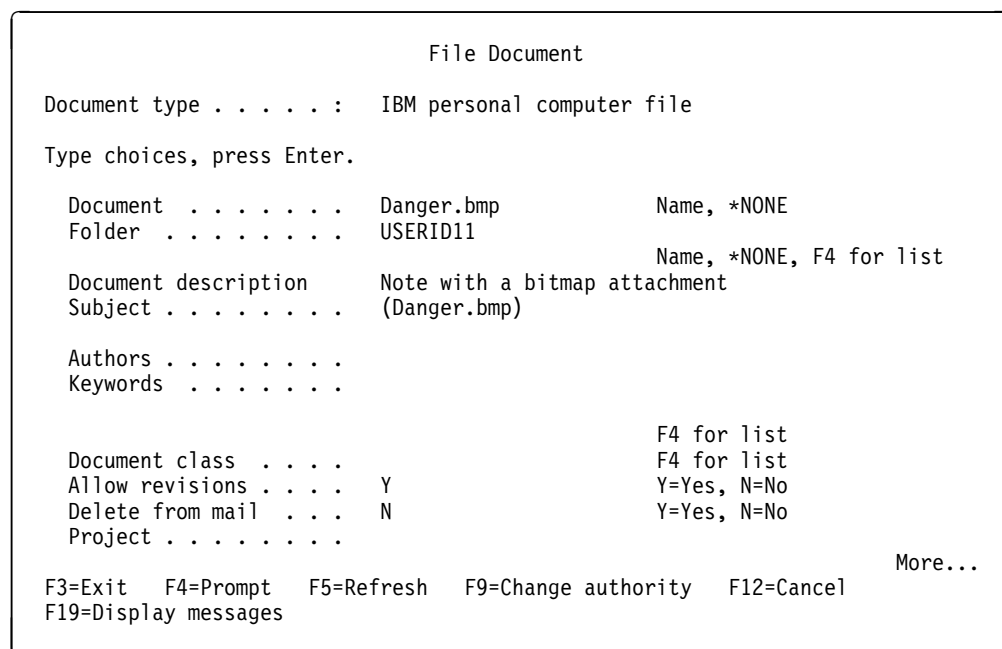 File Document
Document type . . . . . :   IBM personal computer file
Type choices, press Enter.
Document  . . . . . . .   Danger.bmp   Name, *NONE
Folder  . . . . . . . .   USERID11
Name, *NONE, F4 for list
Document description   Note with a bitmap attachment
Subject . . . . . . . .   (Danger.bmp)
Authors . . . . . . . .
Keywords  . . . . . . .
F4 for list
Document class  . . . .   F4 for list
Allow revisions . . . .   Y   Y=Yes, N=No
Delete from mail  . . .   N   Y=Yes, N=No
Project . . . . . . . .
More...
F3=Exit   F4=Prompt   F5=Refresh   F9=Change authority   F12=Cancel
F19=Display messages